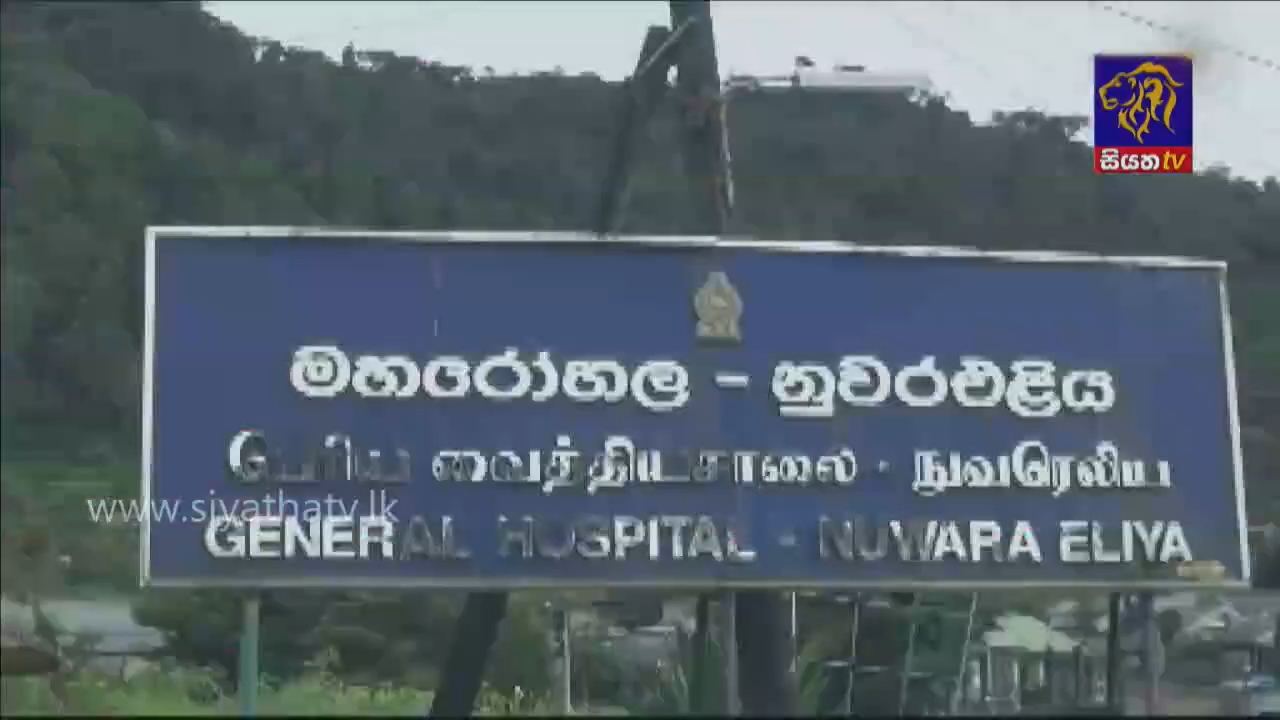 සියත tv
මහරෝහල - නුවරඑළිය
பெரிய வைத்தியசாலை - நுவரெலிய
www.siyathatv.lk
GENERAL HOSPITAL - NUWARA ELIYA